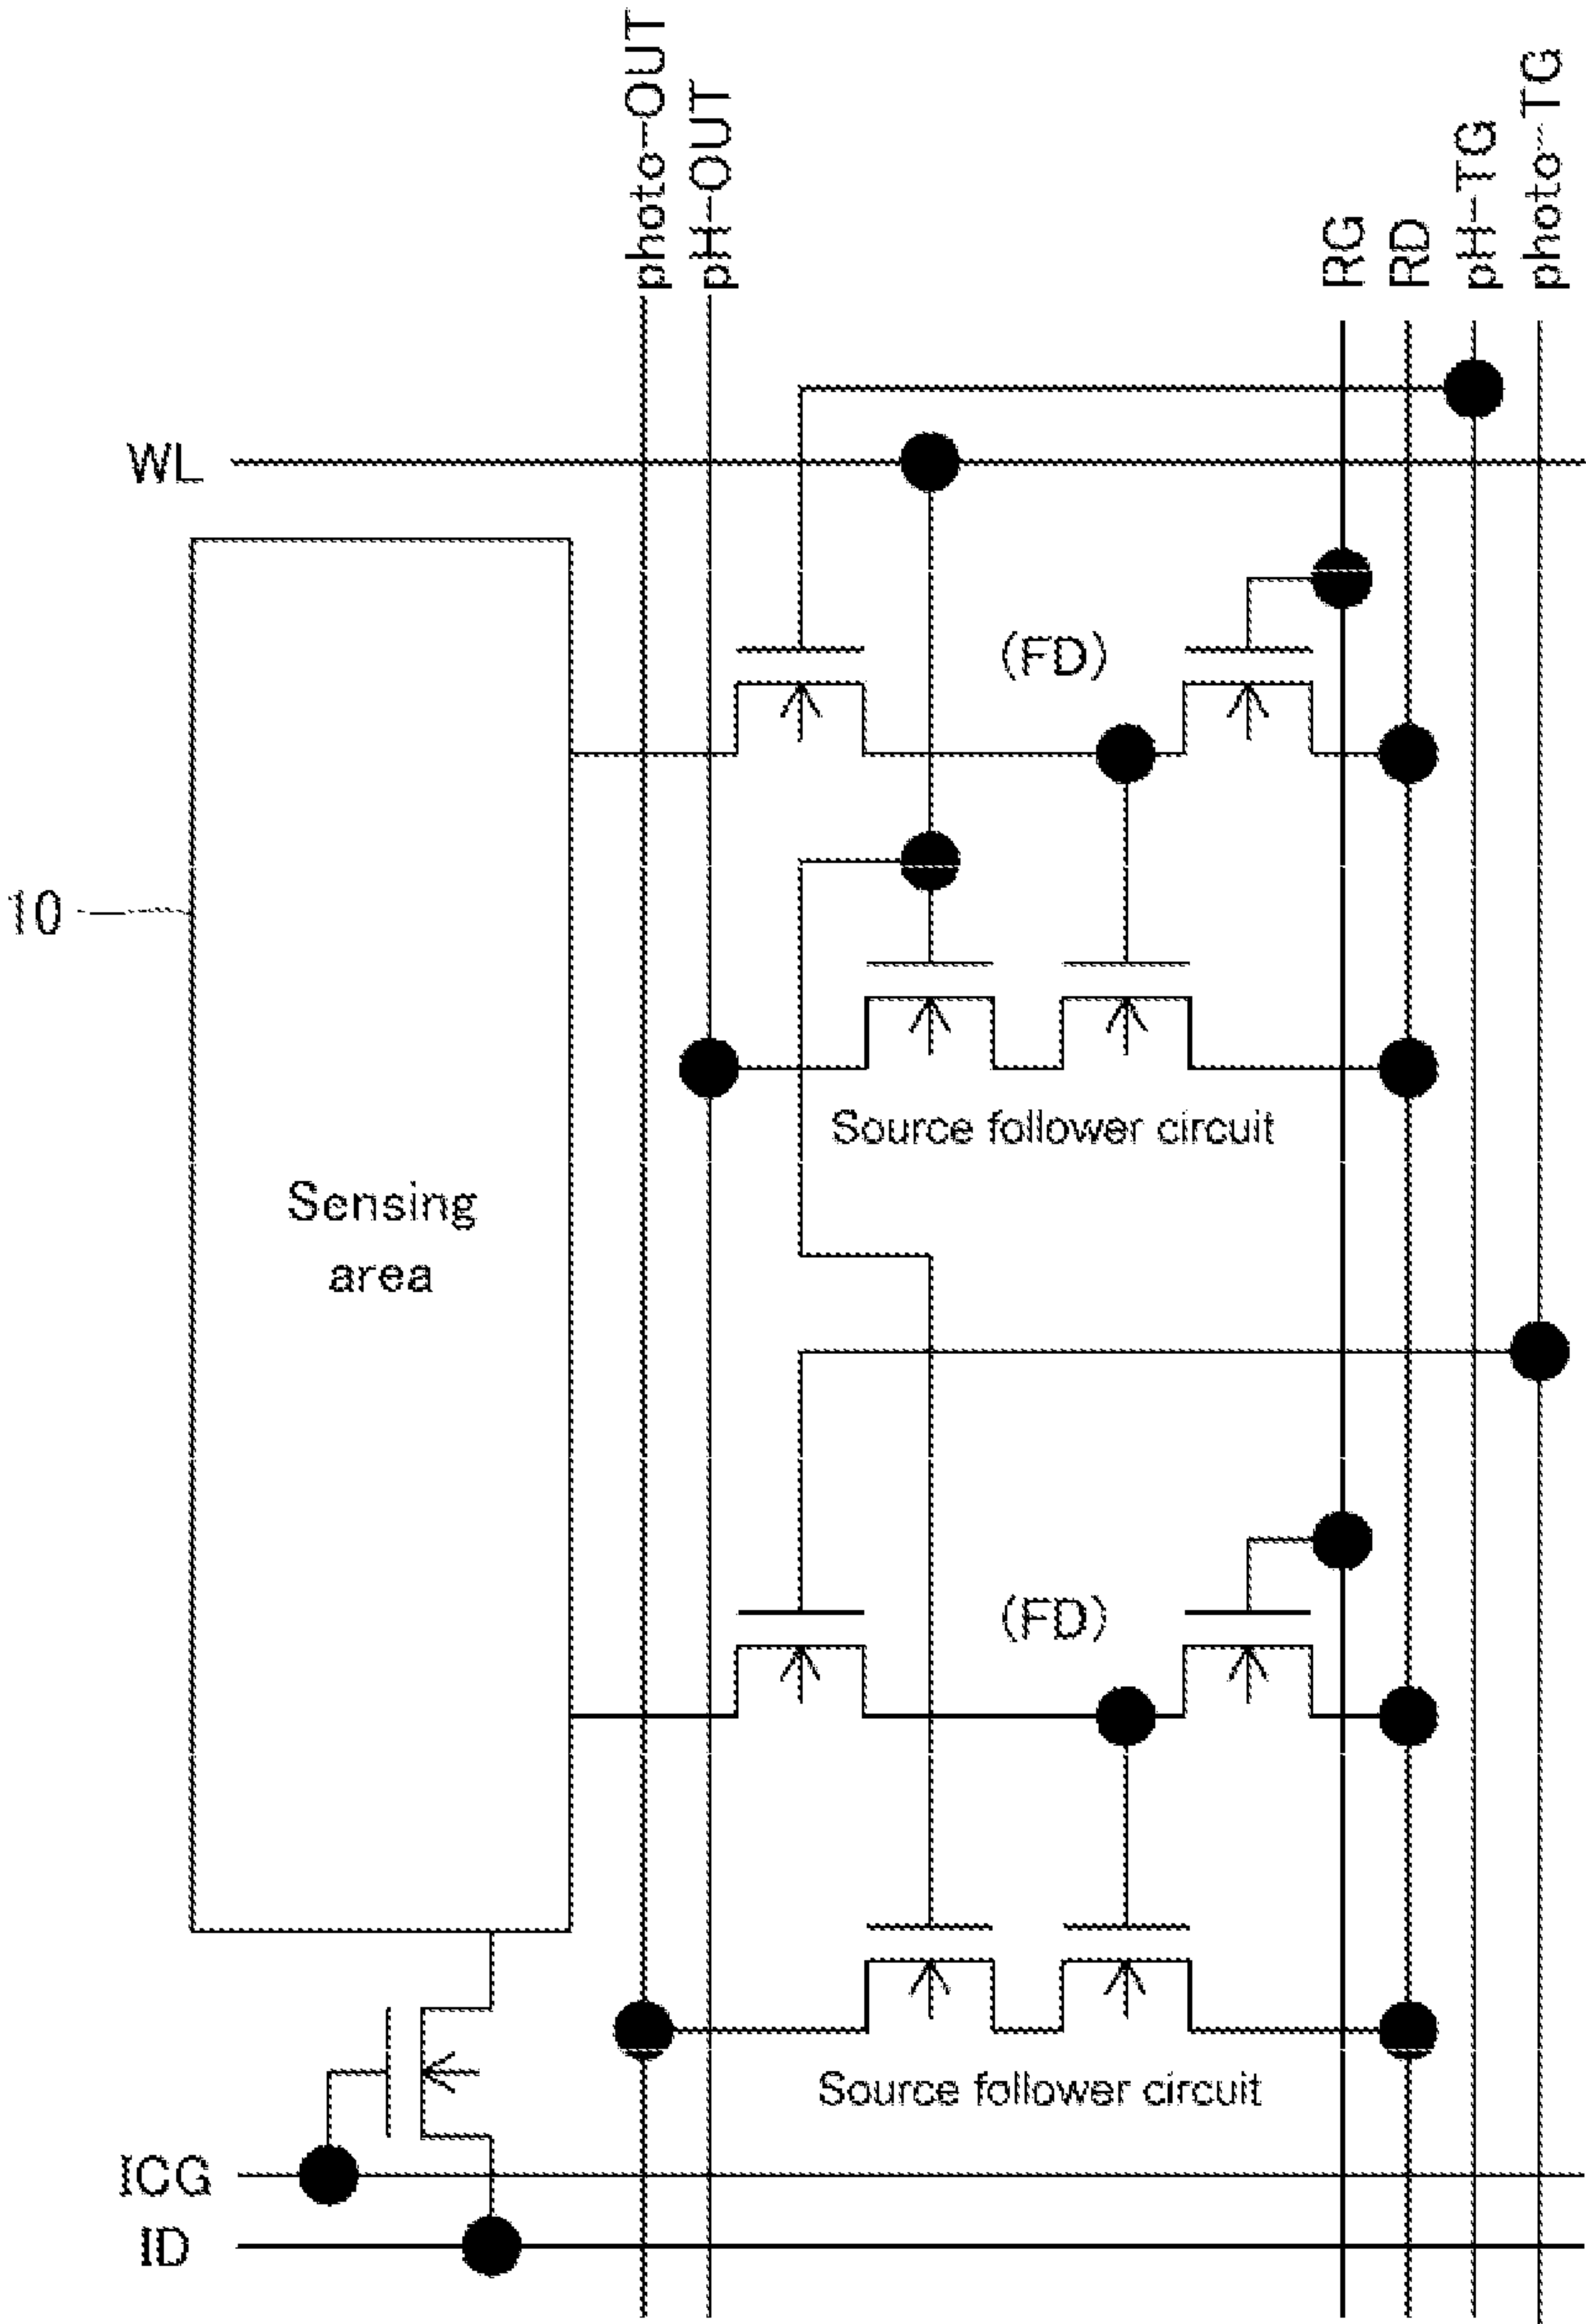 photo-OUT
pH-OUT
RG
RD
pH-TG
photo-TG
WL
(FD)
10
Source follower circuit
Sensing
area
(FD)
Source follower circuit
ICG
ID